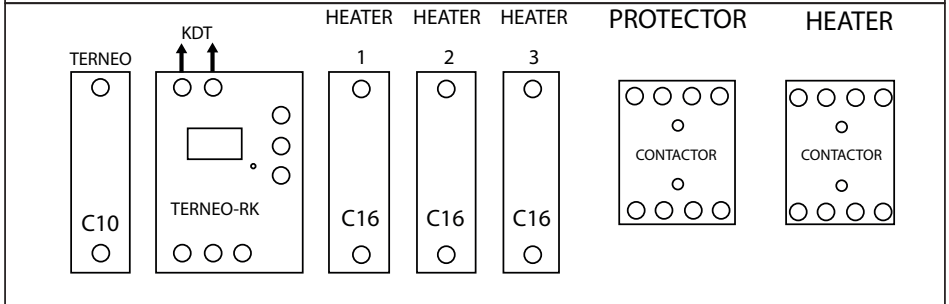 TERNEO
C10
KDT
TERNEO-RK
HEATER
1
C16
HEATER
2
C16
HEATER
3
C16
PROTECTOR
CONTACTOR
HEATER
CONTACTOR